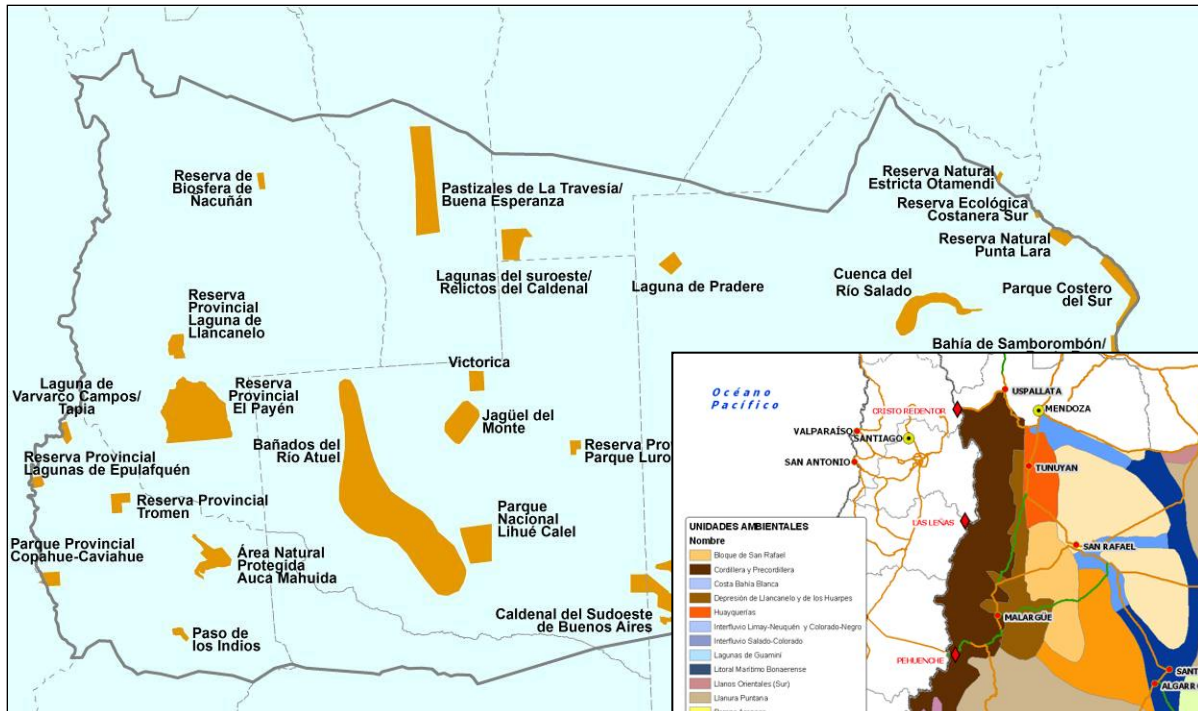 Reserva de
Biosfera de
Nacuñán
Pastizales de La Travesía/
Buena Esperanza
Reserva Natural
Estricta Otamendi
Reserva Ecológica
Costanera Sur
Reserva Natural
Punta Lara
Lagunas del suroeste/
Relictos del Caldenal
Laguna de Pradere
Cuenca del
Río Salado
Parque Costero
del Sur
Reserva
Provincial
Laguna de
Llancanelo
Bahía de Samborombón/
Laguna de
Varvarco Campos/
Tapia
Reserva
Provincial
El Payén
Victorica
Jagüel del
Monte
Bañados del
Río Atuel
Reserva
Parque Luro
Reserva Provincial
Lagunas de Epulafquén
Reserva Provincial
Tromen
Parque
Nacional
Lihué Calel
Parque Provincial
Copahue-Caviahue
Área Natural
Protegida
Auca Mahuida
Caldenal del Sudoeste
de Buenos Aires
Paso de
los Indios
Océano
Pacífico
USPALLATA
CRISTO REDENTOR
MENDOZA
VALPARAÍSO
SANTIAGO
SAN ANTONIO
TUNUYAN
LAS LEÑAS
SAN RAFAEL
MALARGÜE
PEHUENCHE
SANT
ALGARR
UNIDADES AMBIENTALES
Nombre
Bloque de San Rafael
Cordillera y Precordillera
Costa Bahía Blanca
Depresión de Llancanelo y de los Huarpes
Huayquerías
Interfluvio Limay-Neuquén y Colorado-Negro
Interfluvio Salado-Colorado
Lagunas de Guaminí
Litoral Marítimo Bonaerense
Llanos Orientales (Sur)
Llanura Puntana